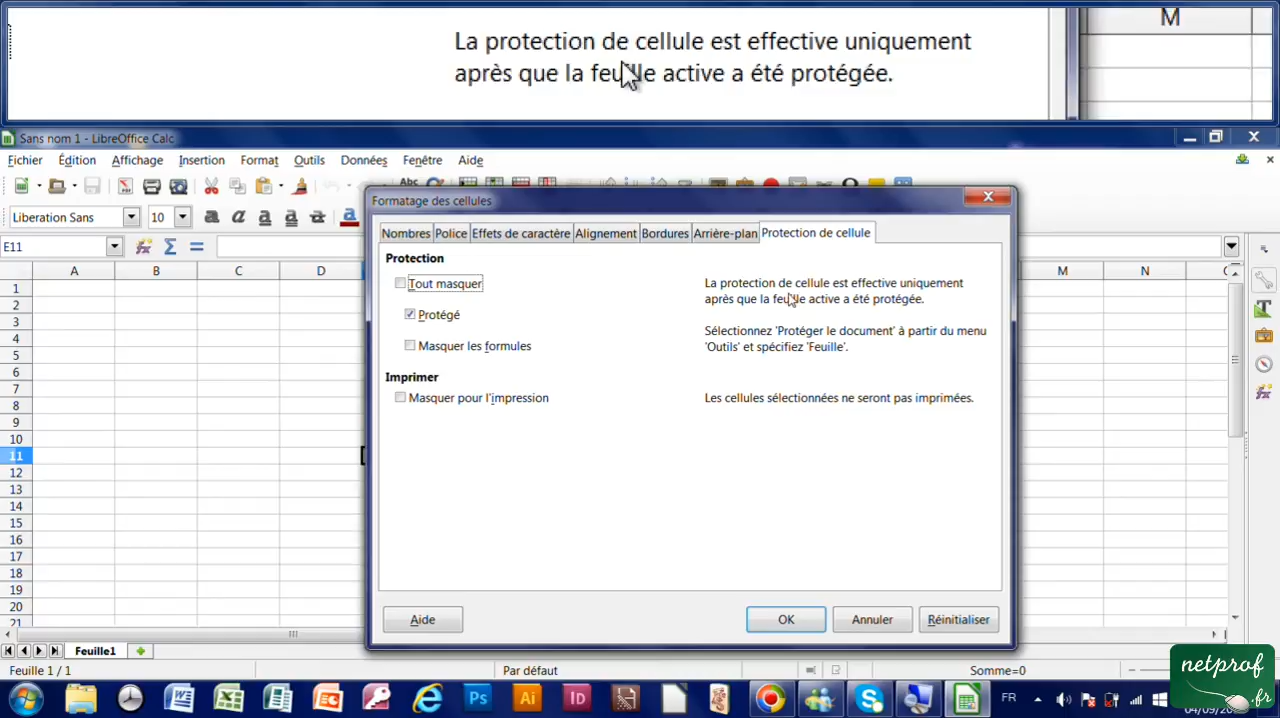 La protection de cellule est effective uniquement
après que la feuille active a été protégée.
M
Sans nom 1 - LibreOffice Calc
Fichier Édition Affichage Insertion Format Outils Données Fenêtre Aide
Liberation Sans 10
Formatage des cellules
E11
Nombres Police Effets de caractère Alignement Bordures Arrière-plan Protection de cellule
A B C D M N
Protection
Tout masquer
La protection de cellule est effective uniquement
après que la feuille active a été protégée.
Protégé
Sélectionnez 'Protéger le document' à partir du menu
'Outils' et spécifiez 'Feuille'.
Masquer les formules
Imprimer
Masquer pour l'impression
Les cellules sélectionnées ne seront pas imprimées.
1
2
3
4
5
6
7
8
9
10
11
12
13
14
15
16
17
18
19
20
21
Aide OK Annuler Réinitialiser
Feuille1
Feuille 1 / 1 Par défaut Somme=0
Ps Ai Id FR
netprof
.fr